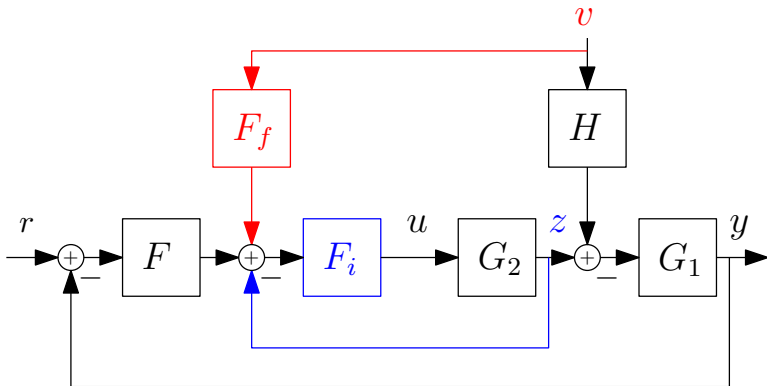 v
F_f H
r u z y
+ − F + − F_i G_2 + − G_1